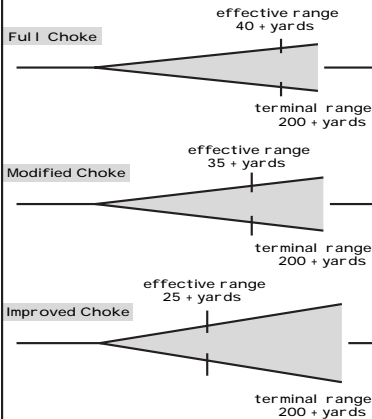 effective range
40 + yards
Full Choke
terminal range
200 + yards
effective range
35 + yards
Modified Choke
terminal range
200 + yards
effective range
25 + yards
Improved Choke
terminal range
200 + yards